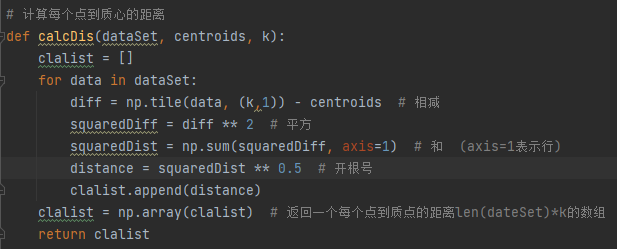 # 计算每个点到质心的距离
def calcDis(dataSet, centroids, k):
    clalist = []
    for data in dataSet:
        diff = np.tile(data, (k,1)) - centroids  # 相减
        squaredDiff = diff ** 2  # 平方
        squaredDist = np.sum(squaredDiff, axis=1)  # 和  (axis=1表示行)
        distance = squaredDist ** 0.5  # 开根号
        clalist.append(distance)
    clalist = np.array(clalist)  # 返回一个每个点到质点的距离len(dateSet)*k的数组
    return clalist